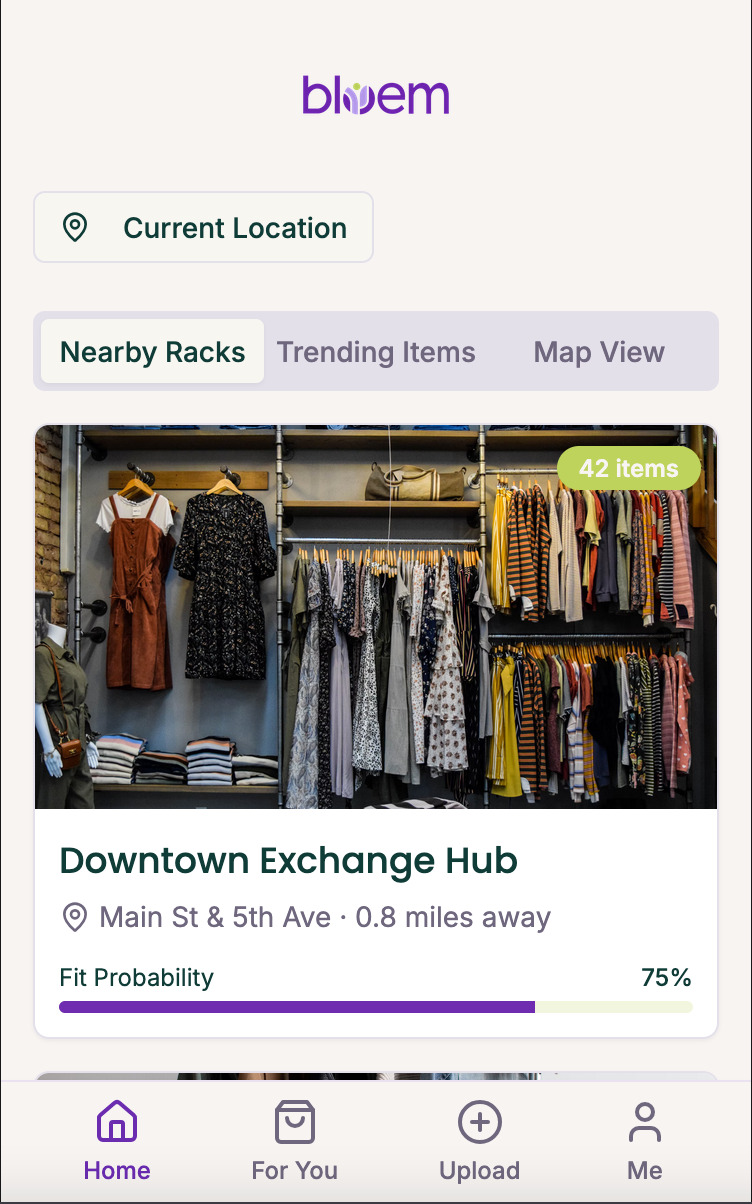 bloem
Current Location
Nearby Racks Trending Items Map View
42 items
Downtown Exchange Hub
Main St & 5th Ave · 0.8 miles away
Fit Probability 75%
Home For You Upload Me